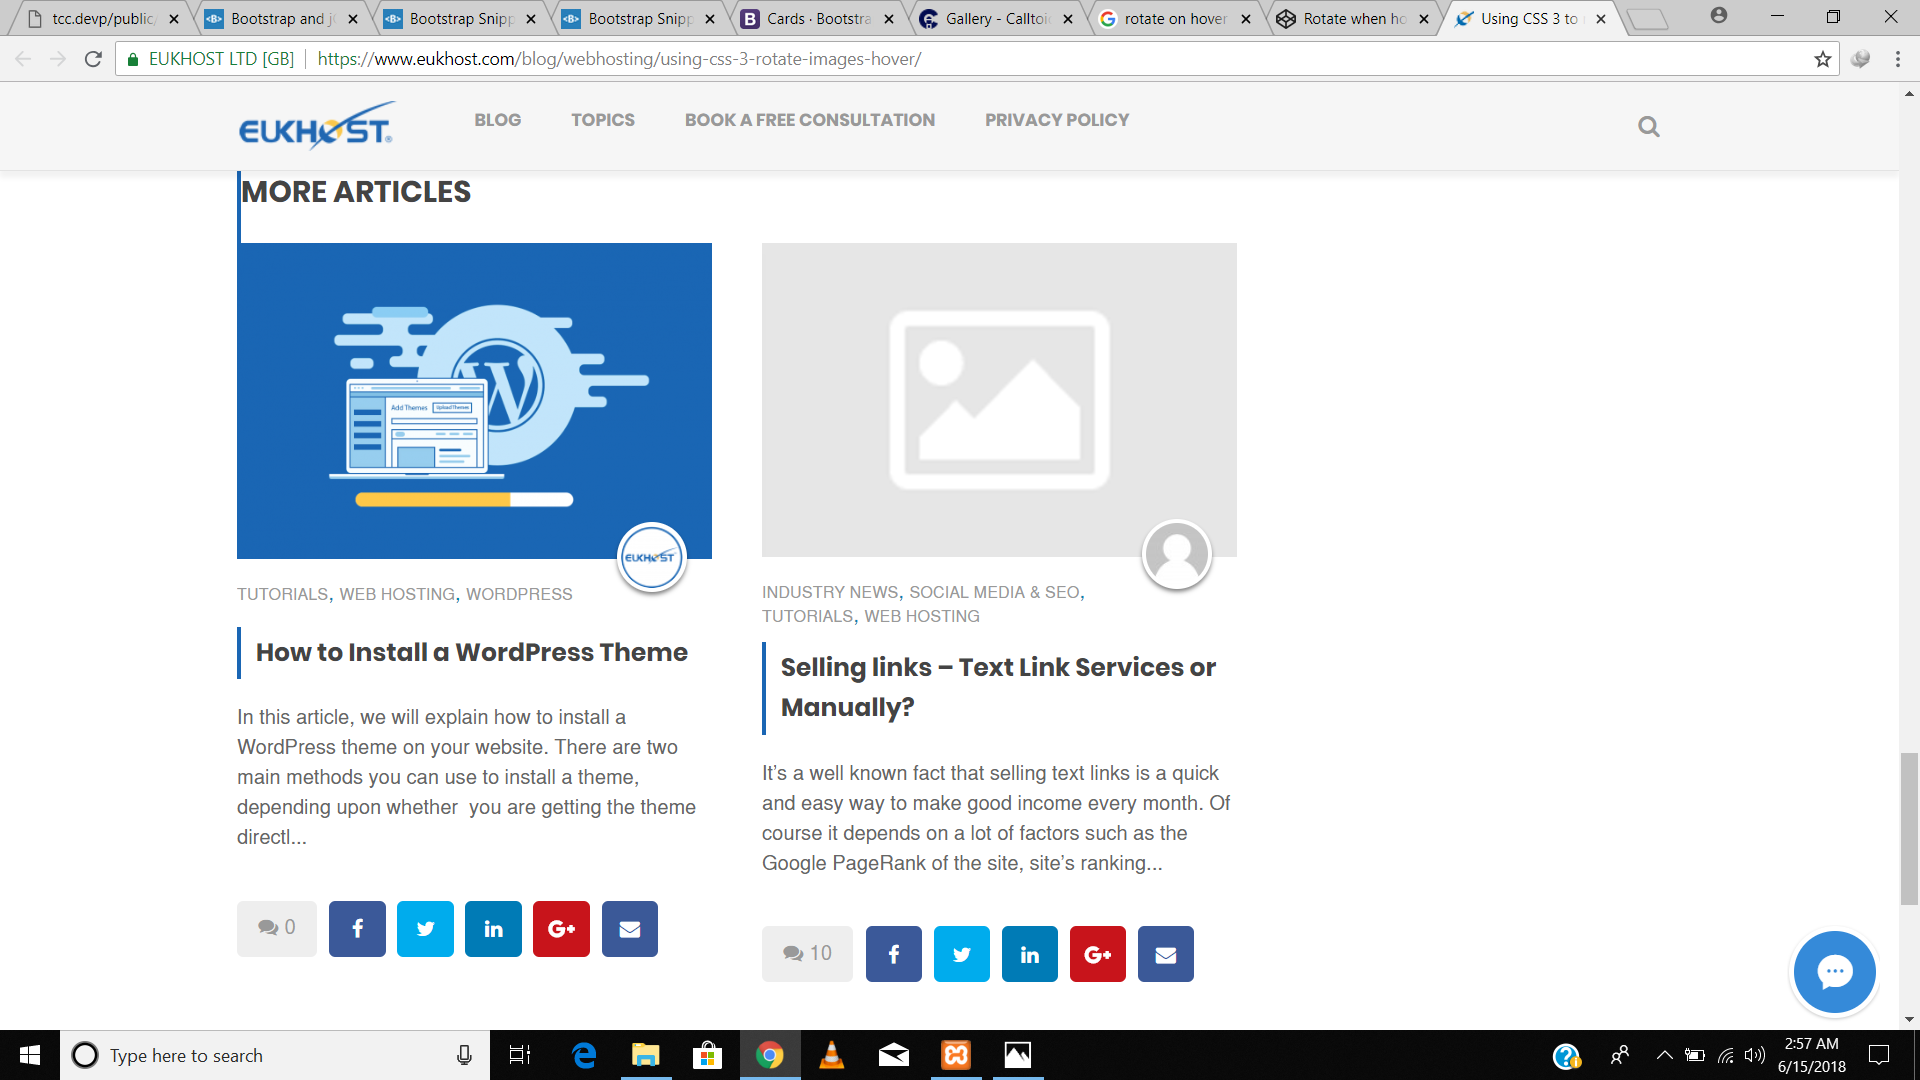 tcc.devp/public/
Bootstrap and j
Bootstrap Snipp
Bootstrap Snipp
Cards · Bootstra
Gallery - Calltoi
rotate on hover
Rotate when ho
Using CSS 3 to
EUKHOST LTD [GB]
https://www.eukhost.com/blog/webhosting/using-css-3-rotate-images-hover/
EUKHOST®
BLOG
TOPICS
BOOK A FREE CONSULTATION
PRIVACY POLICY
MORE ARTICLES
Add Themes
Upload Themes
W
EUKHOST
TUTORIALS, WEB HOSTING, WORDPRESS
How to Install a WordPress Theme
In this article, we will explain how to install a
WordPress theme on your website. There are two
main methods you can use to install a theme,
depending upon whether  you are getting the theme
directl...
0
f
in
G+
INDUSTRY NEWS, SOCIAL MEDIA & SEO,
TUTORIALS, WEB HOSTING
Selling links – Text Link Services or
Manually?
It’s a well known fact that selling text links is a quick
and easy way to make good income every month. Of
course it depends on a lot of factors such as the
Google PageRank of the site, site’s ranking...
10
f
in
G+
Type here to search
2:57 AM
6/15/2018